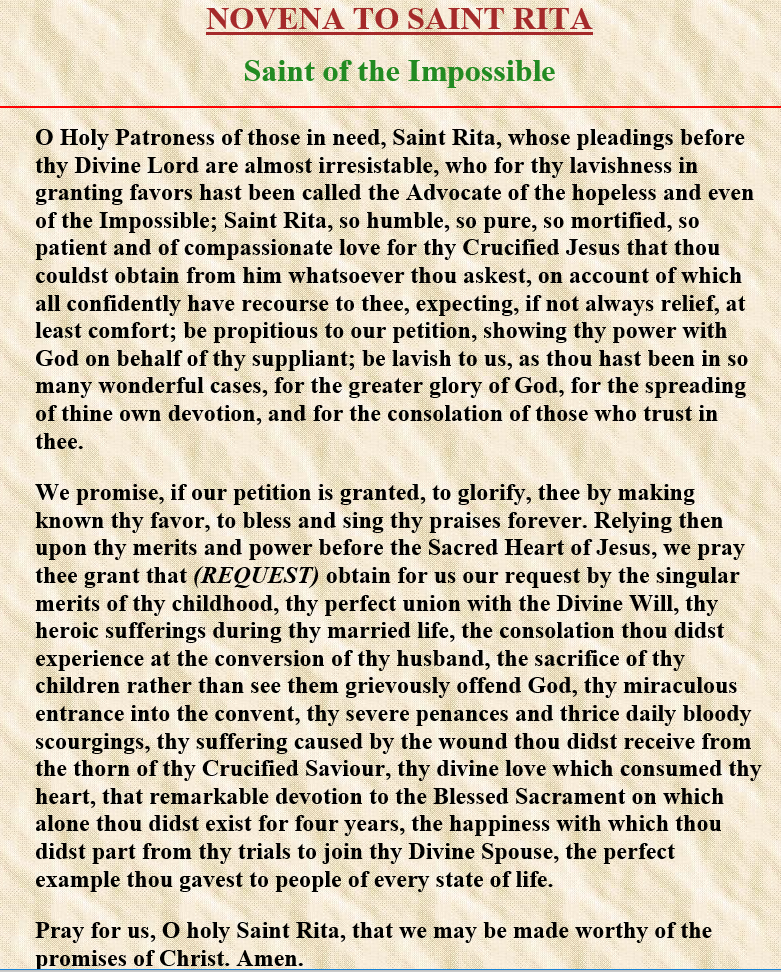 NOVENA TO SAINT RITA
Saint of the Impossible
O Holy Patroness of those in need, Saint Rita, whose pleadings before
thy Divine Lord are almost irresistable, who for thy lavishness in
granting favors hast been called the Advocate of the hopeless and even
of the Impossible; Saint Rita, so humble, so pure, so mortified, so
patient and of compassionate love for thy Crucified Jesus that thou
couldst obtain from him whatsoever thou askest, on account of which
all confidently have recourse to thee, expecting, if not always relief, at
least comfort; be propitious to our petition, showing thy power with
God on behalf of thy suppliant; be lavish to us, as thou hast been in so
many wonderful cases, for the greater glory of God, for the spreading
of thine own devotion, and for the consolation of those who trust in
thee.
We promise, if our petition is granted, to glorify, thee by making
known thy favor, to bless and sing thy praises forever. Relying then
upon thy merits and power before the Sacred Heart of Jesus, we pray
thee grant that (REQUEST) obtain for us our request by the singular
merits of thy childhood, thy perfect union with the Divine Will, thy
heroic sufferings during thy married life, the consolation thou didst
experience at the conversion of thy husband, the sacrifice of thy
children rather than see them grievously offend God, thy miraculous
entrance into the convent, thy severe penances and thrice daily bloody
scourgings, thy suffering caused by the wound thou didst receive from
the thorn of thy Crucified Saviour, thy divine love which consumed thy
heart, that remarkable devotion to the Blessed Sacrament on which
alone thou didst exist for four years, the happiness with which thou
didst part from thy trials to join thy Divine Spouse, the perfect
example thou gavest to people of every state of life.
Pray for us, O holy Saint Rita, that we may be made worthy of the
promises of Christ. Amen.